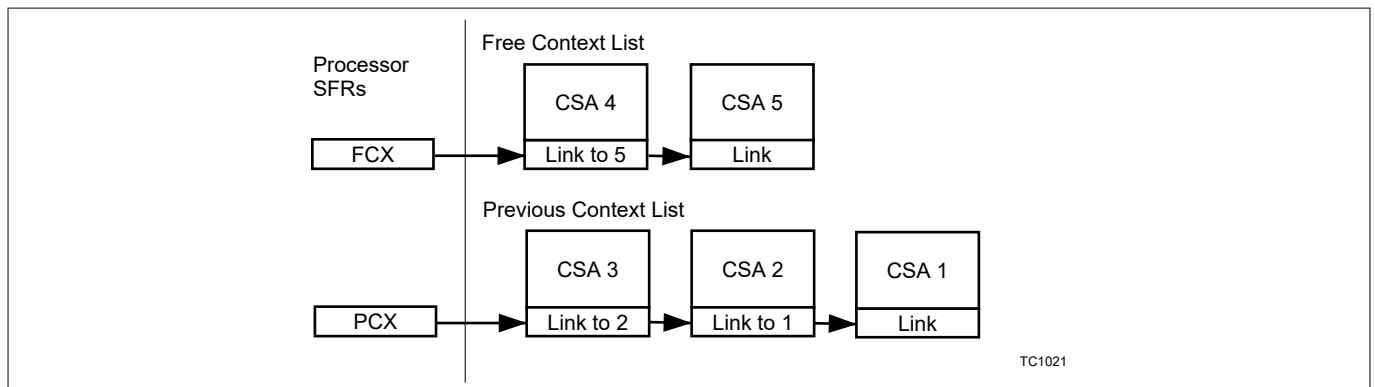 Free Context List
Processor
SFRs
CSA 4
CSA 5
FCX
Link to 5
Link
Previous Context List
CSA 3
CSA 2
CSA 1
PCX
Link to 2
Link to 1
Link
TC1021